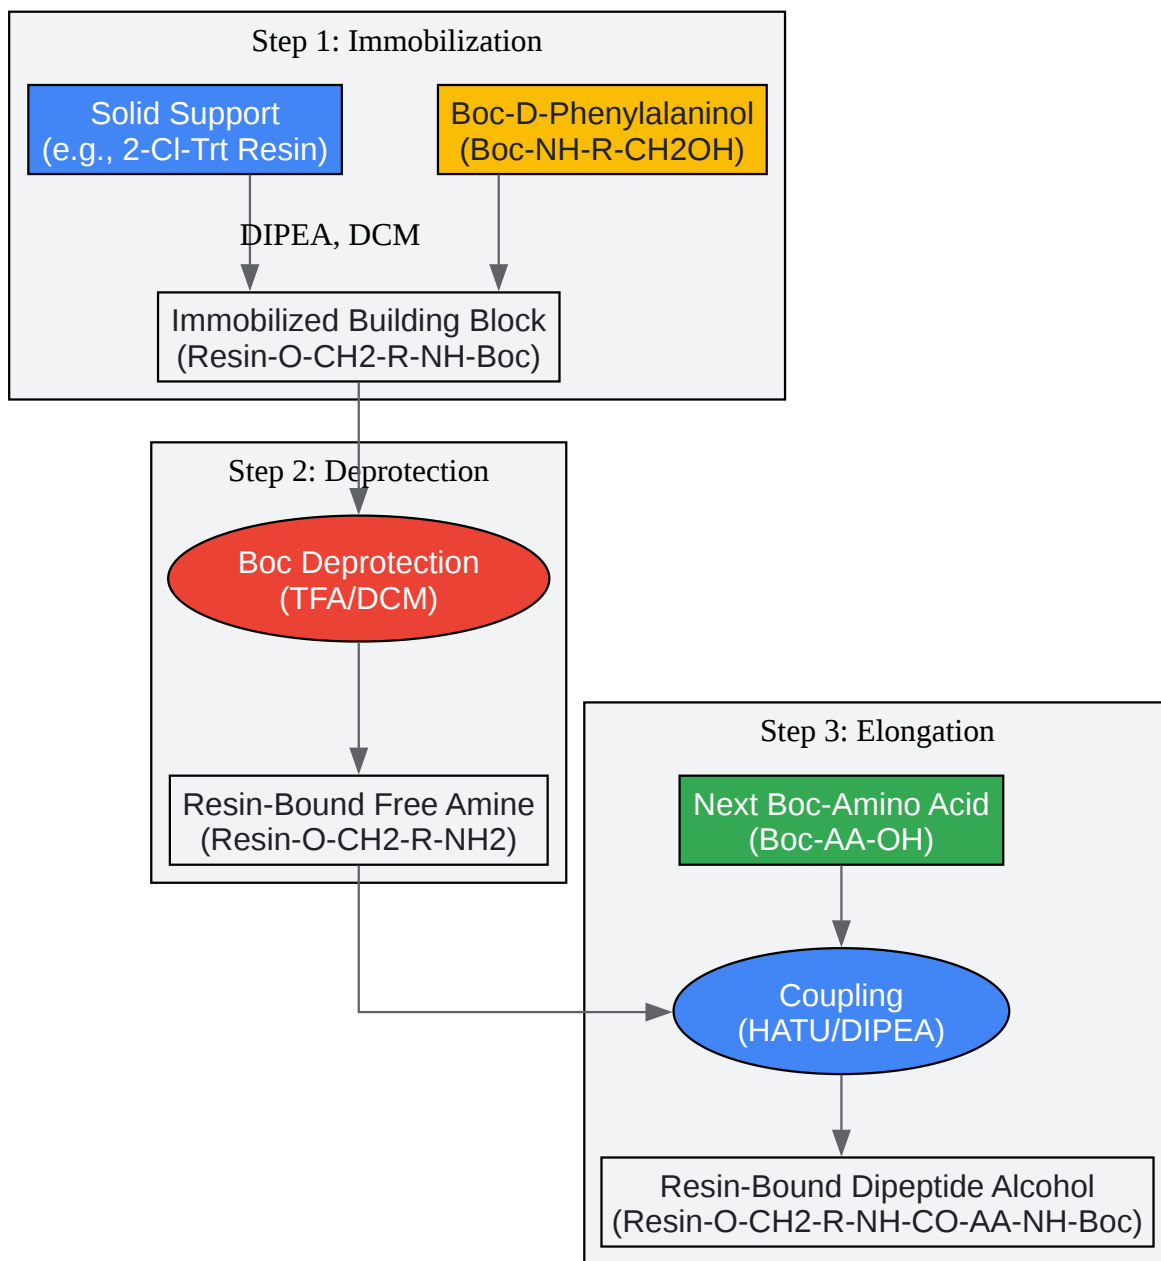 Step 1: Immobilization
Solid Support
(e.g., 2-Cl-Trt Resin)
Boc-D-Phenylalaninol
(Boc-NH-R-CH2OH)
DIPEA, DCM
Immobilized Building Block
(Resin-O-CH2-R-NH-Boc)
Step 2: Deprotection
Boc Deprotection
(TFA/DCM)
Resin-Bound Free Amine
(Resin-O-CH2-R-NH2)
Step 3: Elongation
Next Boc-Amino Acid
(Boc-AA-OH)
Coupling
(HATU/DIPEA)
Resin-Bound Dipeptide Alcohol
(Resin-O-CH2-R-NH-CO-AA-NH-Boc)